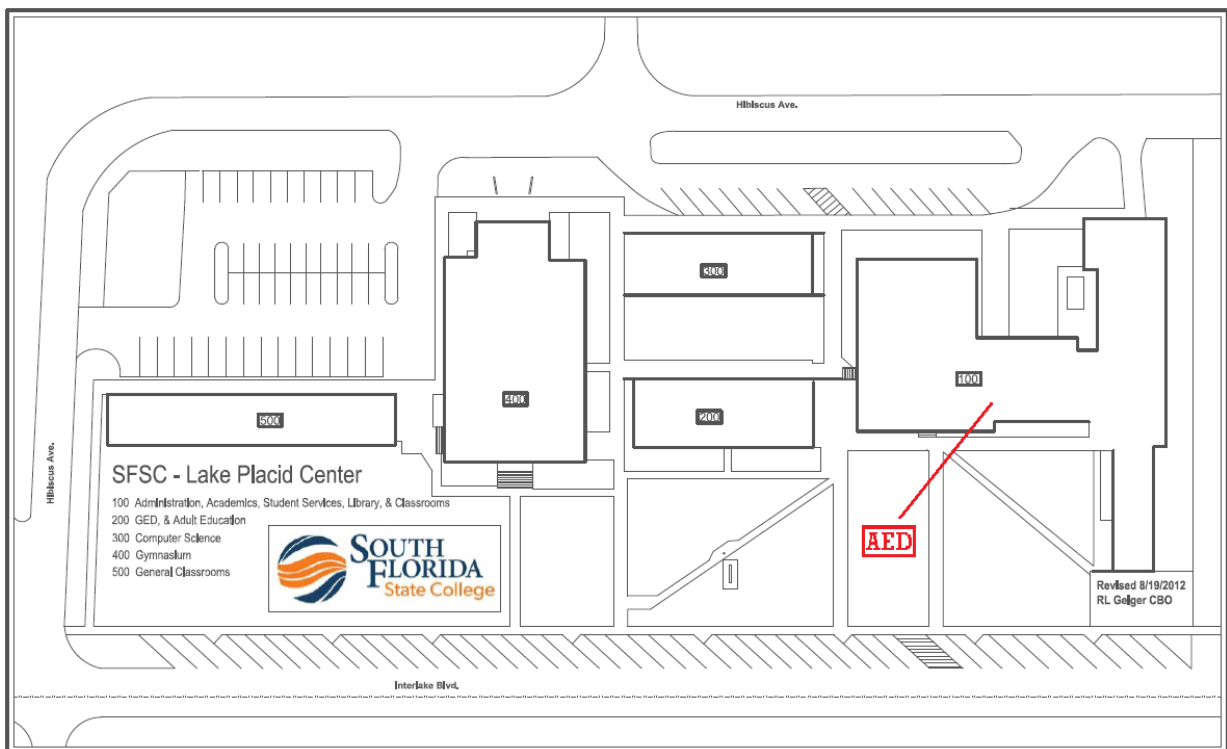 Hibiscus Ave.
300
100
400
200
500
Hibiscus Ave.
SFSC - Lake Placid Center
100 Administration, Academics, Student Services, Library, & Classrooms
200 GED, & Adult Education
300 Computer Science
400 Gymnasium
500 General Classrooms
SOUTH
FLORIDA
State College
AED
Revised 8/19/2012
RL Geiger CBO
Interlake Blvd.